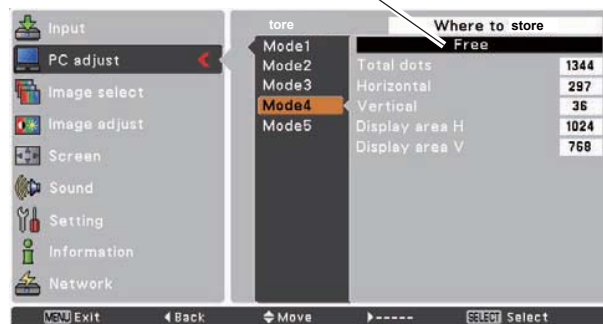 Input
PC adjust
Image select
Image adjust
Screen
Sound
Setting
Information
Network
tore
Mode1
Mode2
Mode3
Mode4
Mode5
Where to store
Free
Total dots 1344
Horizontal 297
Vertical 36
Display area H 1024
Display area V 768
MENU Exit Back Move ----- SELECT Select